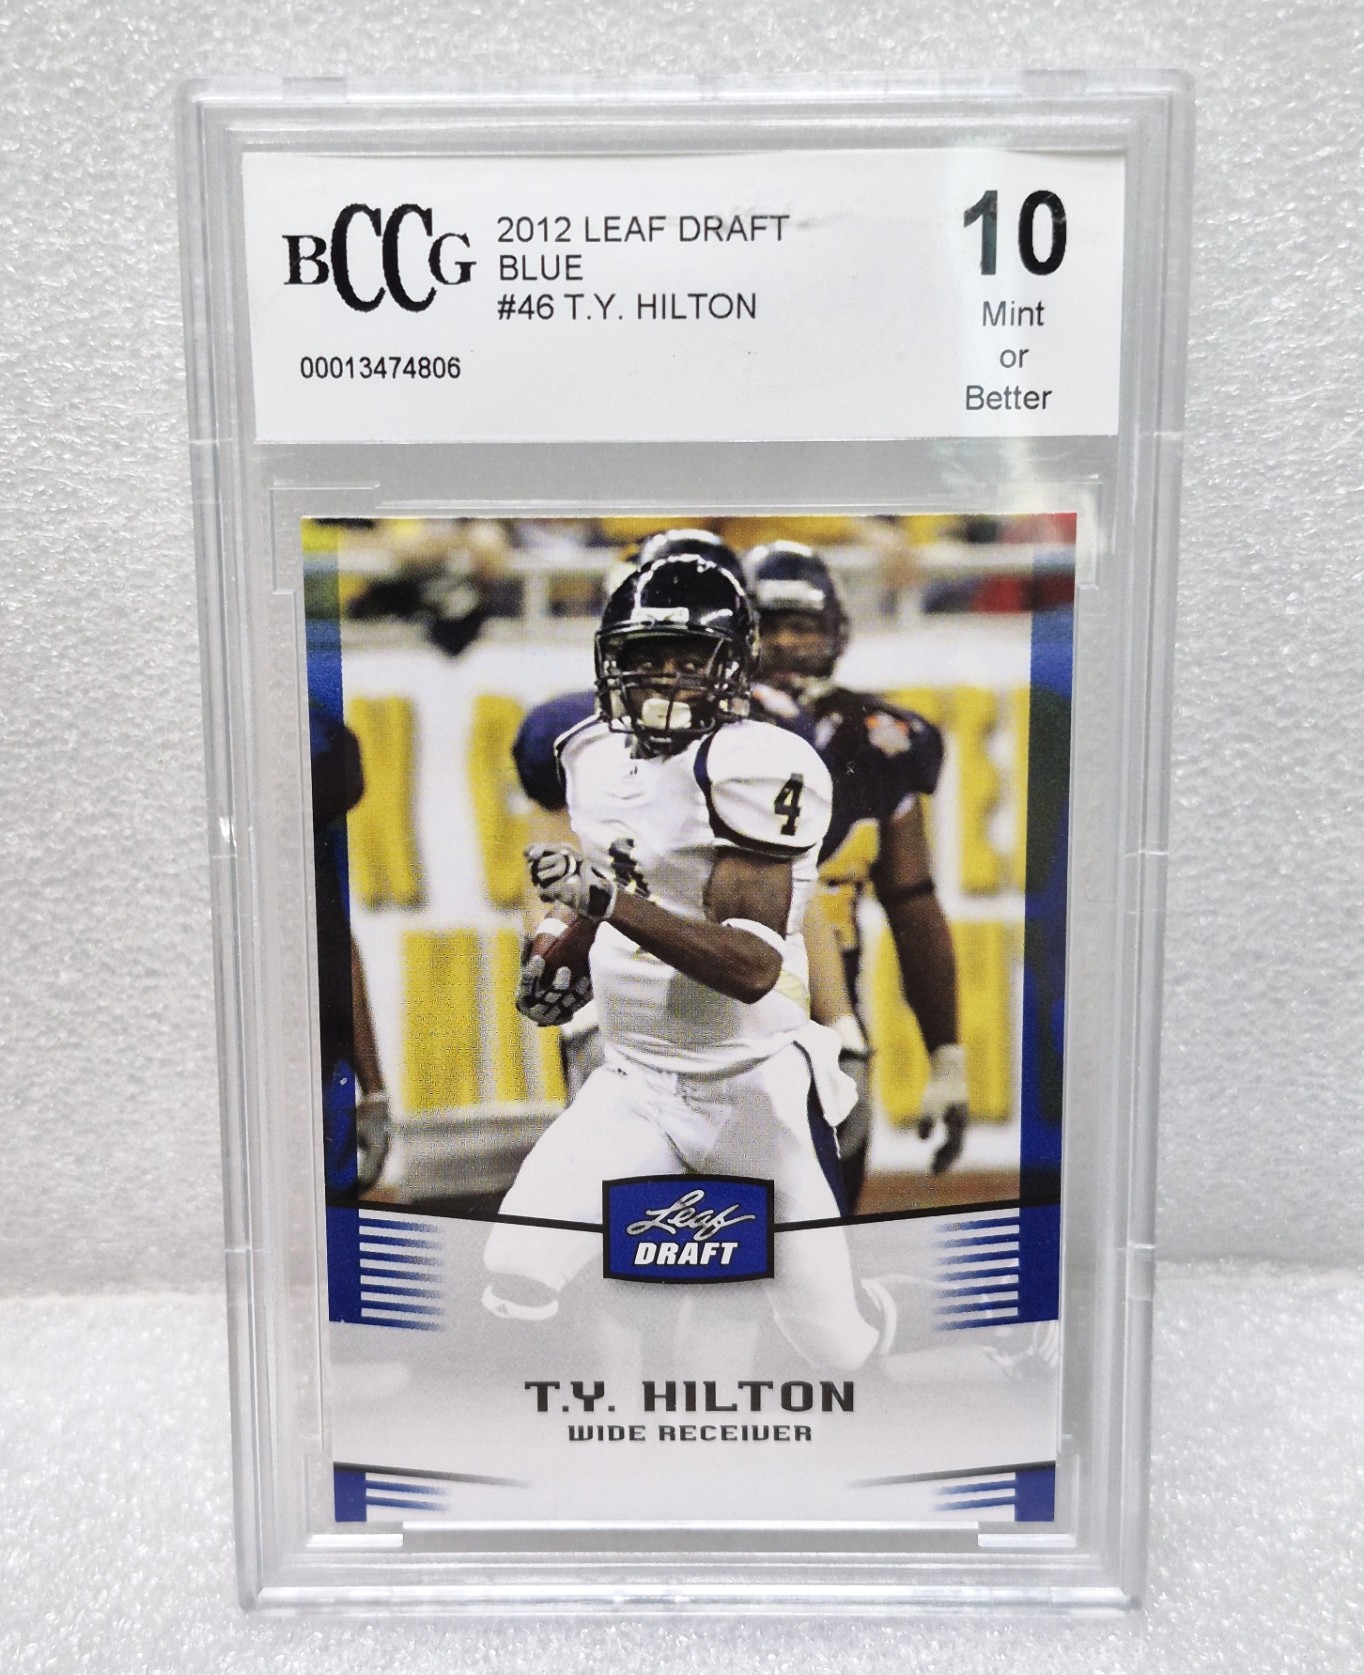 BCCG
2012 LEAF DRAFT
BLUE
#46 T.Y. HILTON
00013474806
10
Mint
or
Better
4
Leaf
DRAFT
T.Y. HILTON
WIDE RECEIVER